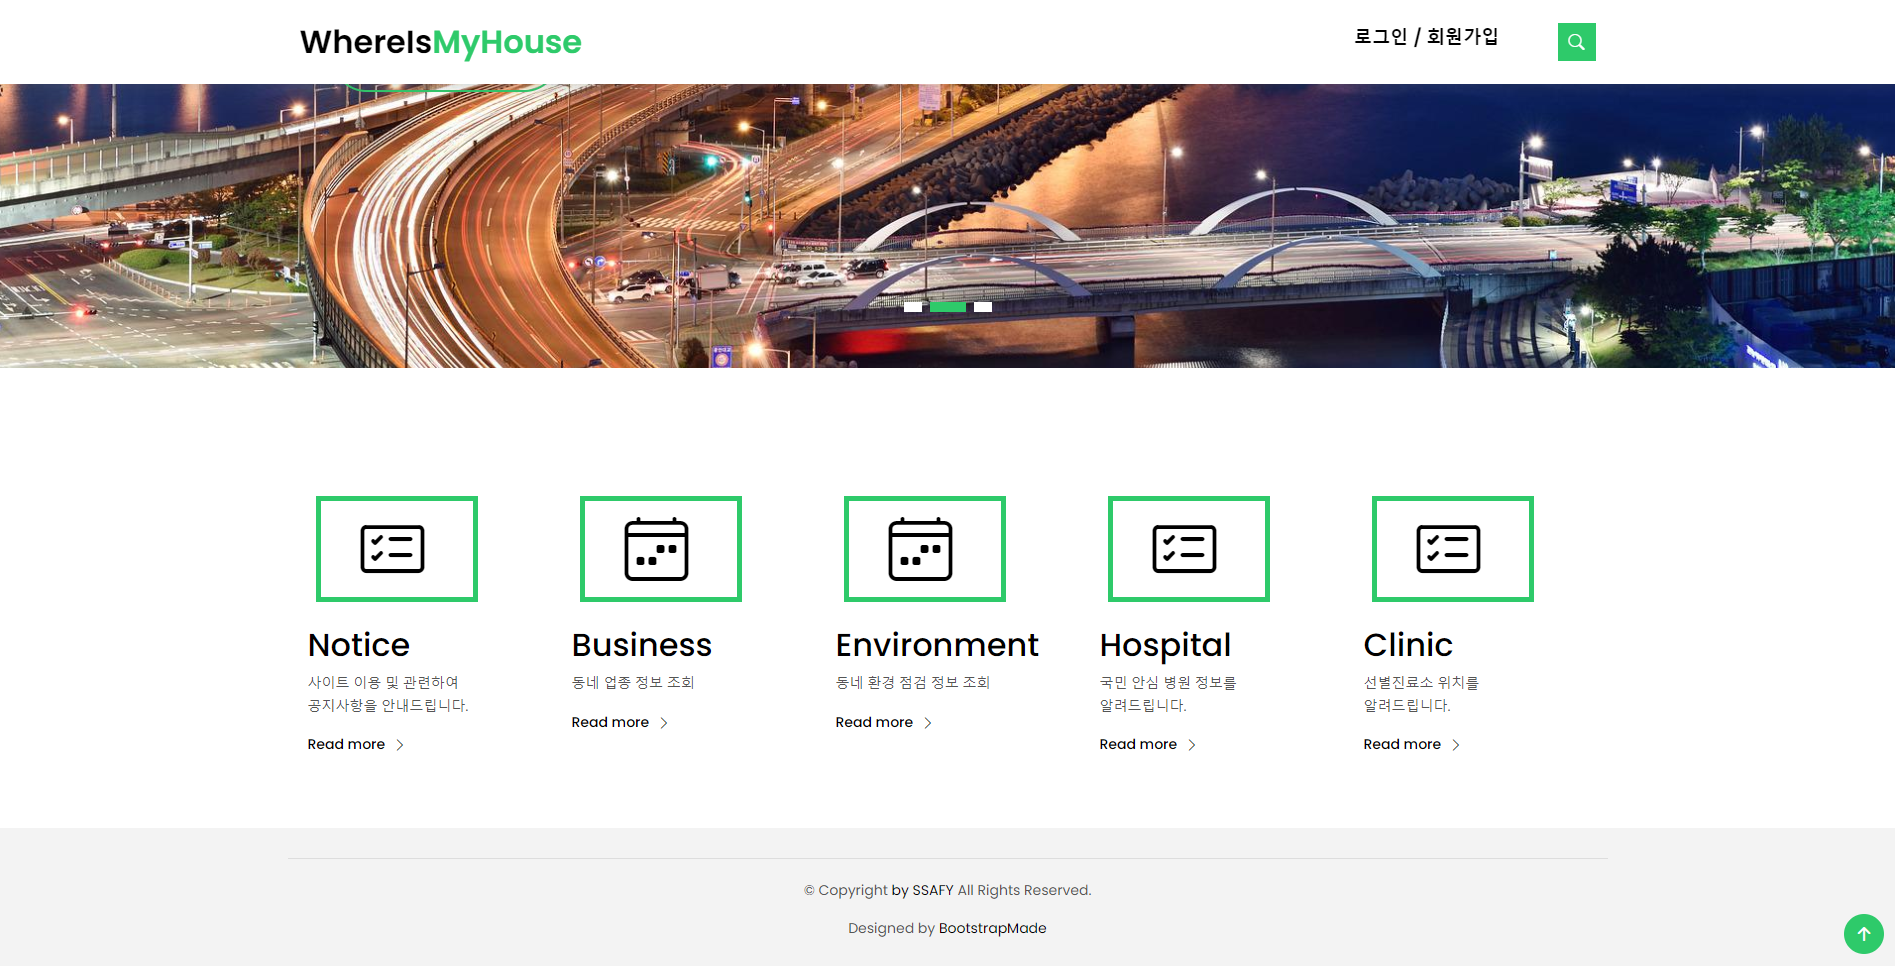 WhereIsMyHouse
로그인 / 회원가입
Notice
사이트 이용 및 관련하여
공지사항을 안내드립니다.
Read more
Business
동네 업종 정보 조회
Read more
Environment
동네 환경 점검 정보 조회
Read more
Hospital
국민 안심 병원 정보를
알려드립니다.
Read more
Clinic
선별진료소 위치를
알려드립니다.
Read more
© Copyright by SSAFY All Rights Reserved.
Designed by BootstrapMade